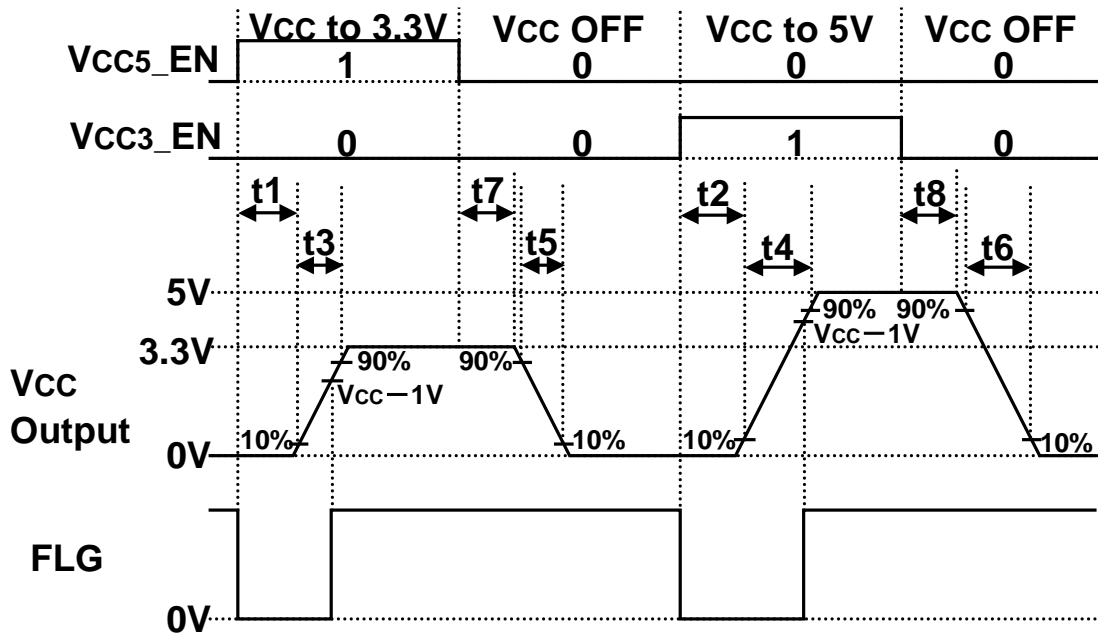 VCC to 3.3V VCC OFF VCC to 5V VCC OFF
VCC5_EN 1 0 0 0
VCC3_EN 0 0 1 0
t1 t7 t2 t8
t3 t5 t4 t6
5V
90% 90%
VCC－1V
3.3V
90% 90%
VCC－1V
VCC
Output
10% 10% 10% 10%
0V
FLG
0V